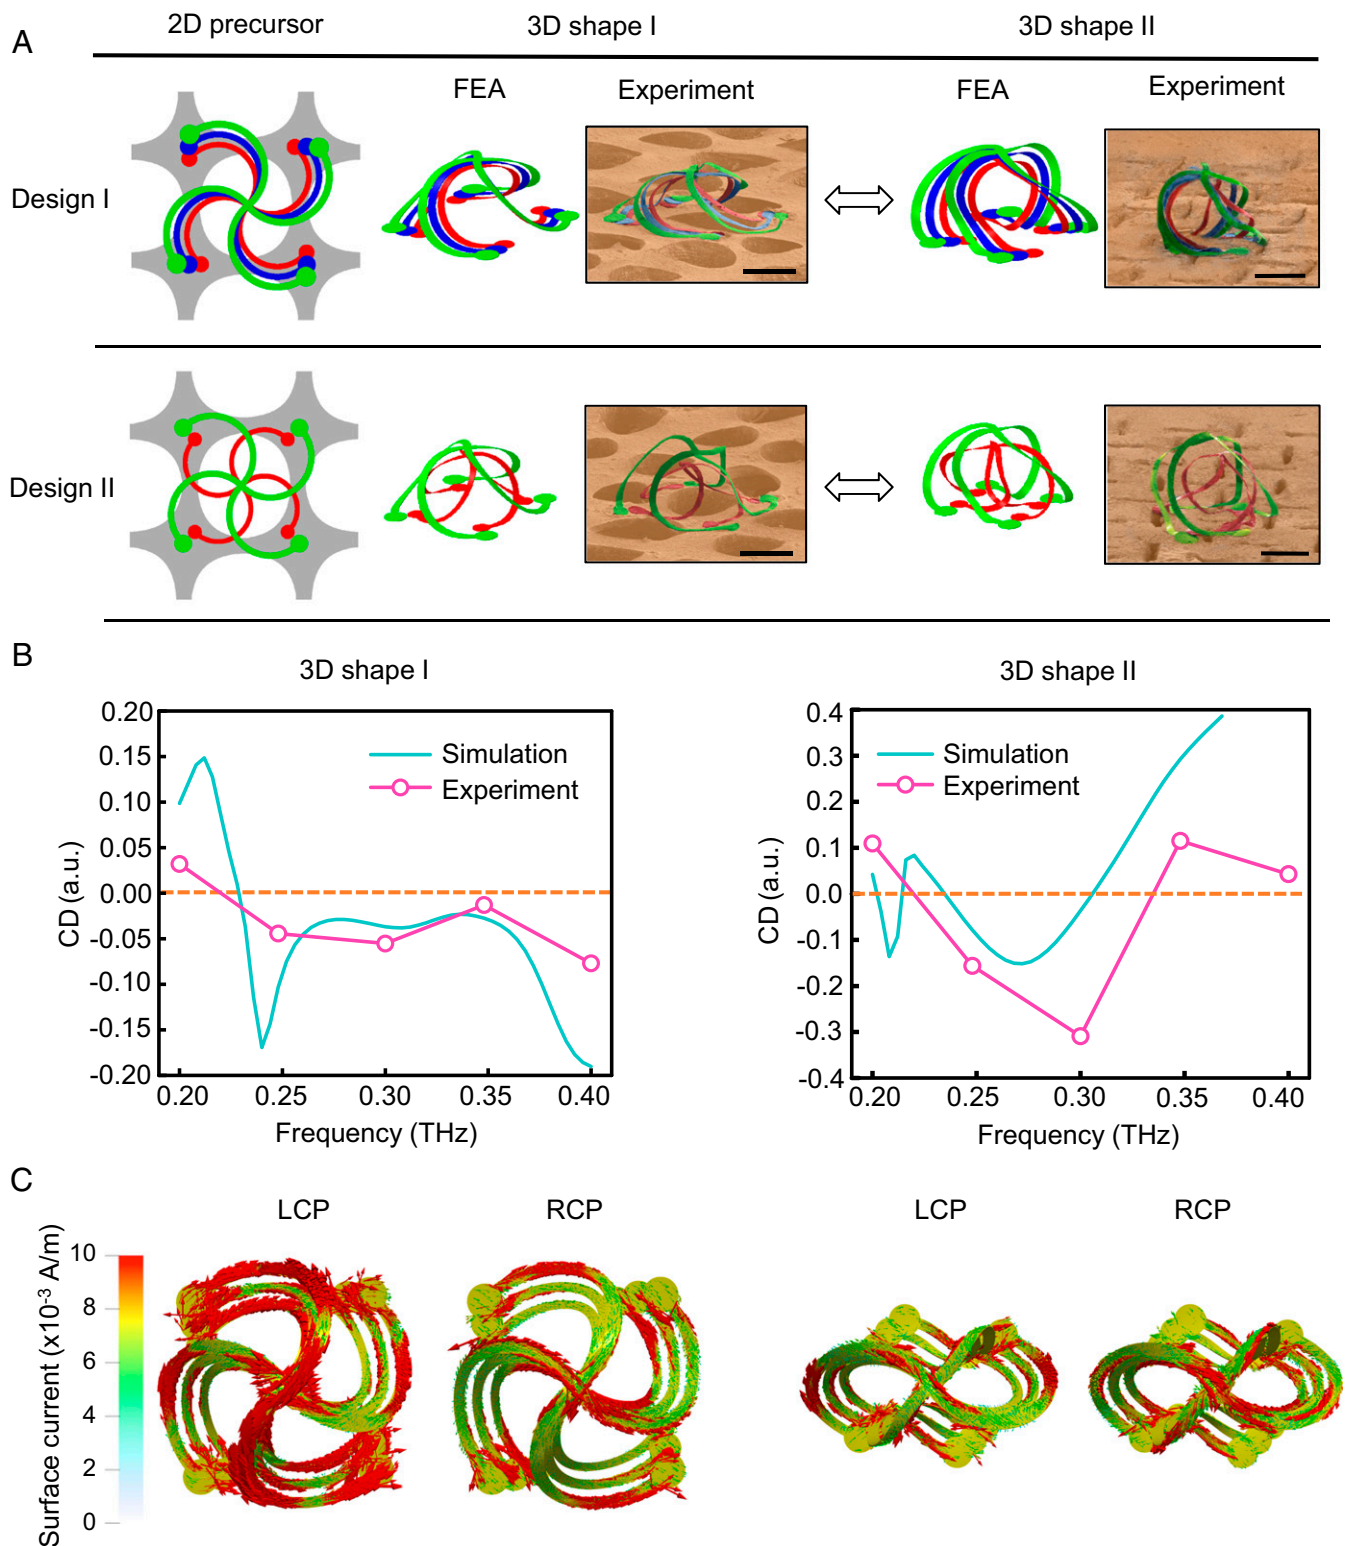 A
2D precursor
3D shape I
3D shape II
FEA
Experiment
FEA
Experiment
Design I
Design II
B
3D shape I
0.20
0.15
0.10
0.05
0.00
-0.05
-0.10
-0.15
-0.20
CD (a.u.)
Simulation
Experiment
0.20
0.25
0.30
0.35
0.40
Frequency (THz)
3D shape II
0.4
0.3
0.2
0.1
0.0
-0.1
-0.2
-0.3
-0.4
CD (a.u.)
Simulation
Experiment
0.20
0.25
0.30
0.35
0.40
Frequency (THz)
C
LCP
RCP
LCP
RCP
Surface current (x10⁻³ A/m)
10
8
6
4
2
0